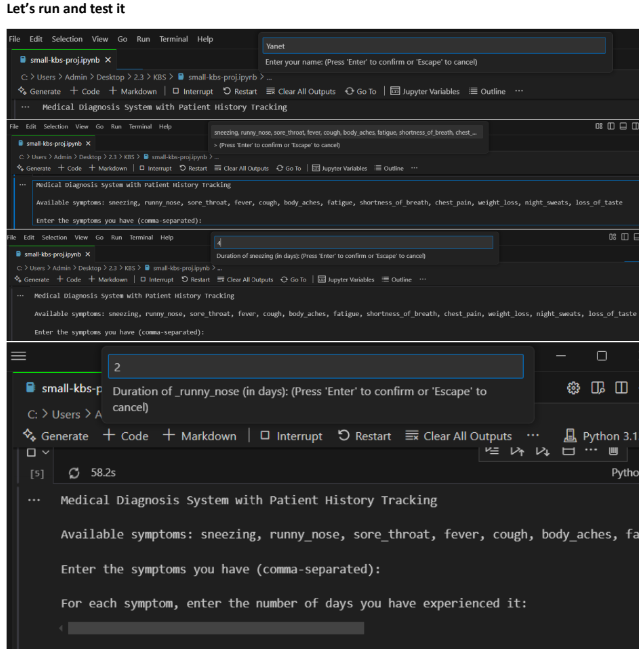 Let's run and test it
File Edit Selection View Go Run Terminal Help
Yanet
Enter your name: (Press 'Enter' to confirm or 'Escape' to cancel)
small-kbs-proj.ipynb ×
C: > Users > Admin > Desktop > 2.3 > KBS > small-kbs-proj.ipynb > ...
Generate + Code + Markdown | Interrupt Restart Clear All Outputs Go To | Jupyter Variables Outline ...
... Medical Diagnosis System with Patient History Tracking
File Edit Selection View Go Run Terminal Help
sneezing, runny_nose, sore_throat, fever, cough, body_aches, fatigue, shortness_of_breath, chest_...
> (Press 'Enter' to confirm or 'Escape' to cancel)
small-kbs-proj.ipynb ×
C: > Users > Admin > Desktop > 2.3 > KBS > small-kbs-proj.ipynb > ...
Generate + Code + Markdown | Interrupt Restart Clear All Outputs Go To | Jupyter Variables Outline ...
... Medical Diagnosis System with Patient History Tracking
Available symptoms: sneezing, runny_nose, sore_throat, fever, cough, body_aches, fatigue, shortness_of_breath, chest_pain, weight_loss, night_sweats, loss_of_taste
Enter the symptoms you have (comma-separated):
File Edit Selection View Go Run Terminal Help
4
Duration of sneezing (in days): (Press 'Enter' to confirm or 'Escape' to cancel)
small-kbs-proj.ipynb ×
C: > Users > Admin > Desktop > 2.3 > KBS > small-kbs-proj.ipynb > ...
Generate + Code + Markdown | Interrupt Restart Clear All Outputs Go To | Jupyter Variables Outline ...
... Medical Diagnosis System with Patient History Tracking
Available symptoms: sneezing, runny_nose, sore_throat, fever, cough, body_aches, fatigue, shortness_of_breath, chest_pain, weight_loss, night_sweats, loss_of_taste
Enter the symptoms you have (comma-separated):
2
Duration of _runny_nose (in days): (Press 'Enter' to confirm or 'Escape' to
cancel)
small-kbs-p
C: > Users > A
Generate + Code + Markdown | Interrupt Restart Clear All Outputs ... Python 3.1
[5] 58.2s Pytho
... Medical Diagnosis System with Patient History Tracking
Available symptoms: sneezing, runny_nose, sore_throat, fever, cough, body_aches, fa
Enter the symptoms you have (comma-separated):
For each symptom, enter the number of days you have experienced it: